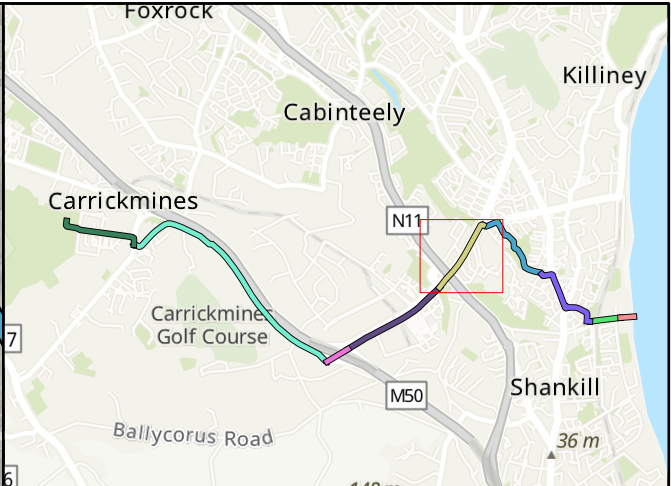 Foxrock
Killiney
Cabinteely
Carrickmines
N11
Carrickmines
Golf Course
7
M50
Shankill
Ballycorus Road
36 m
6